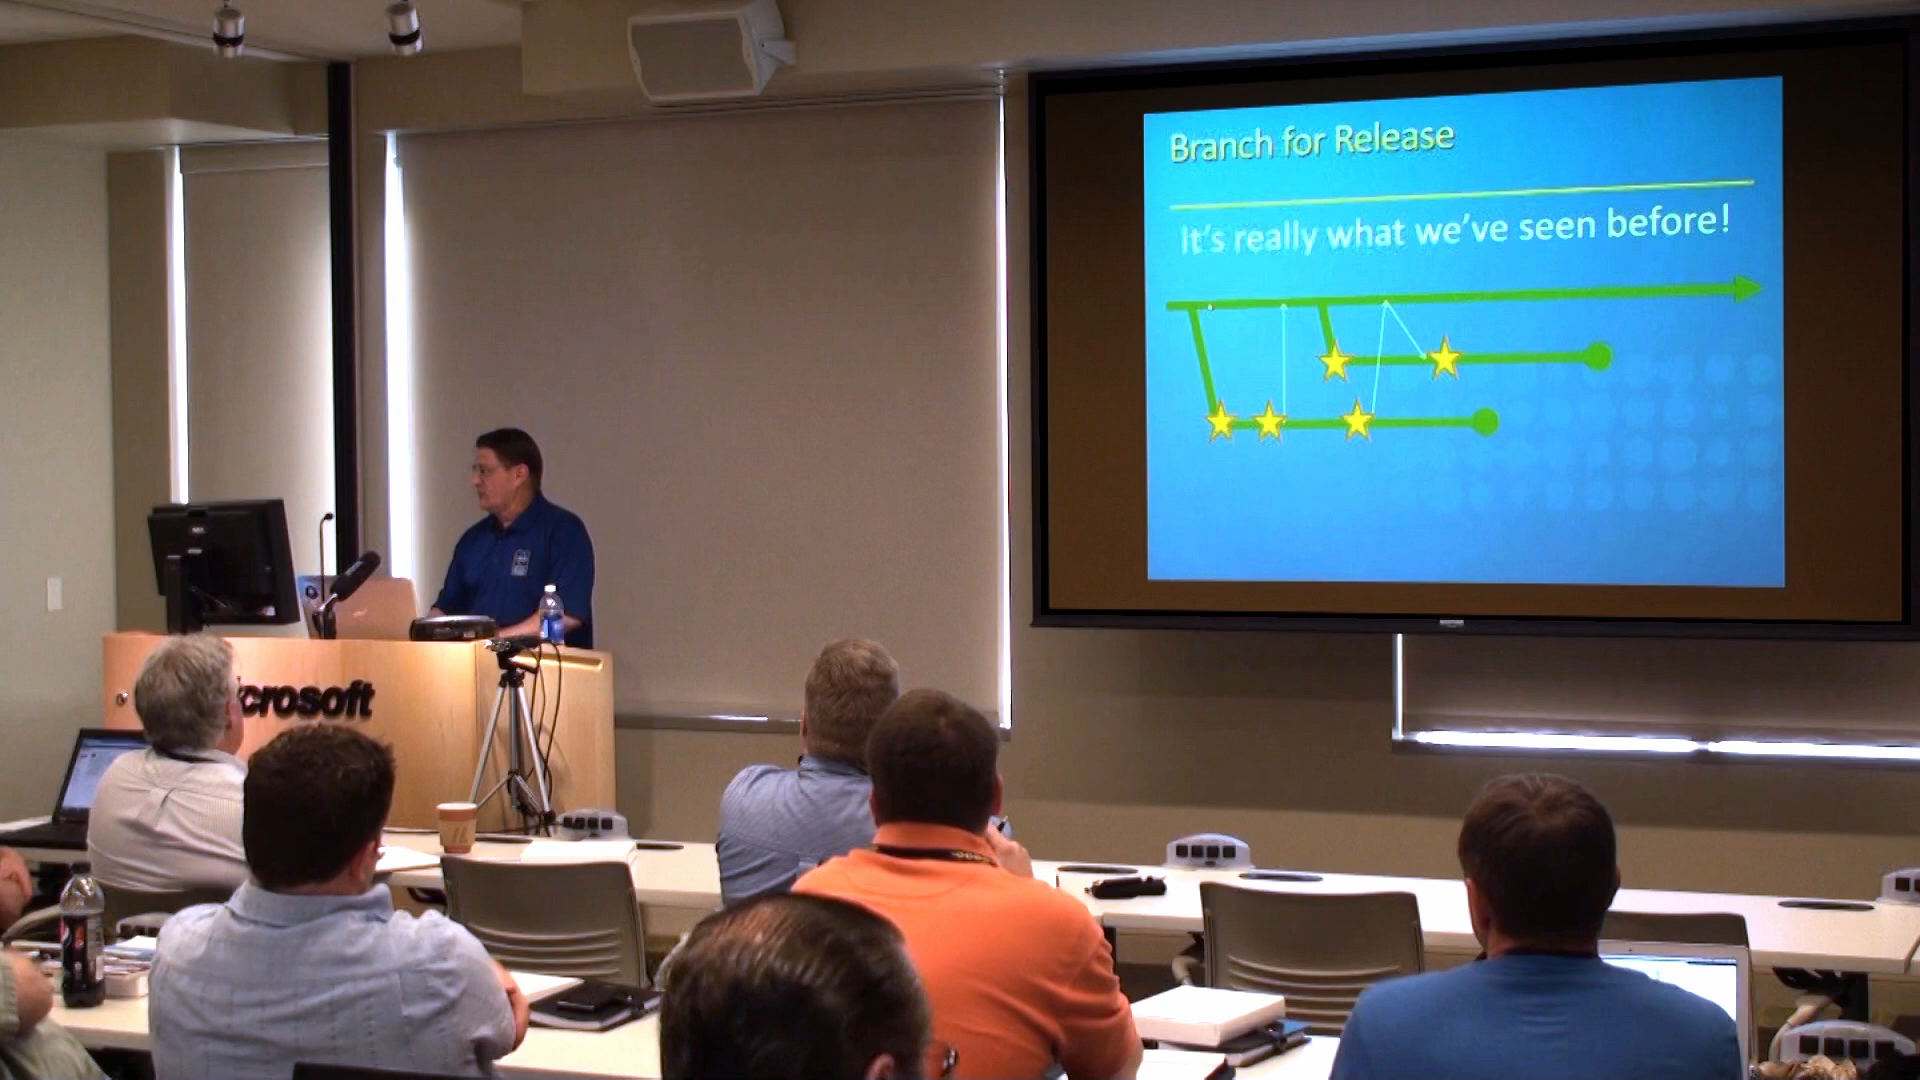 Branch for Release
It's really what we've seen before!
crosoft